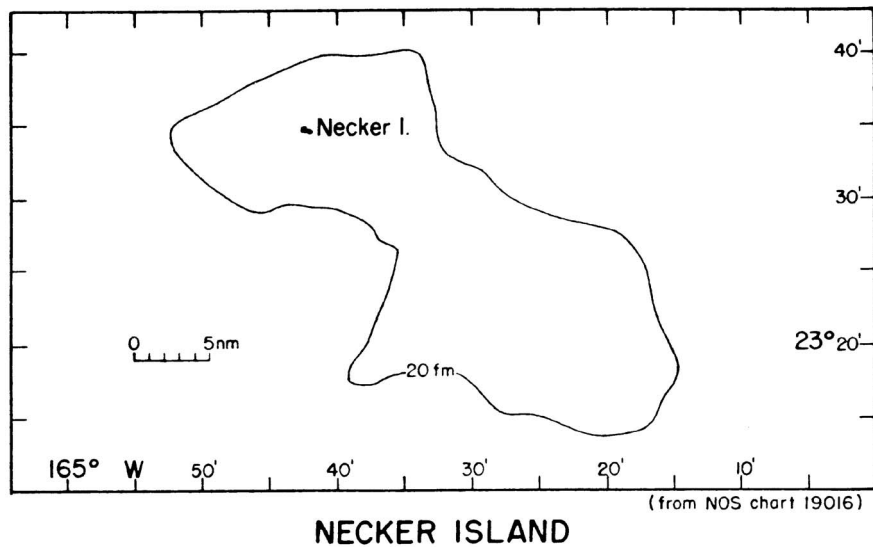 40'
Necker I.
30'
0 5nm
23° 20'
20 fm
165° W 50' 40' 30' 20' 10'
(from NOS chart 19016)
NECKER ISLAND